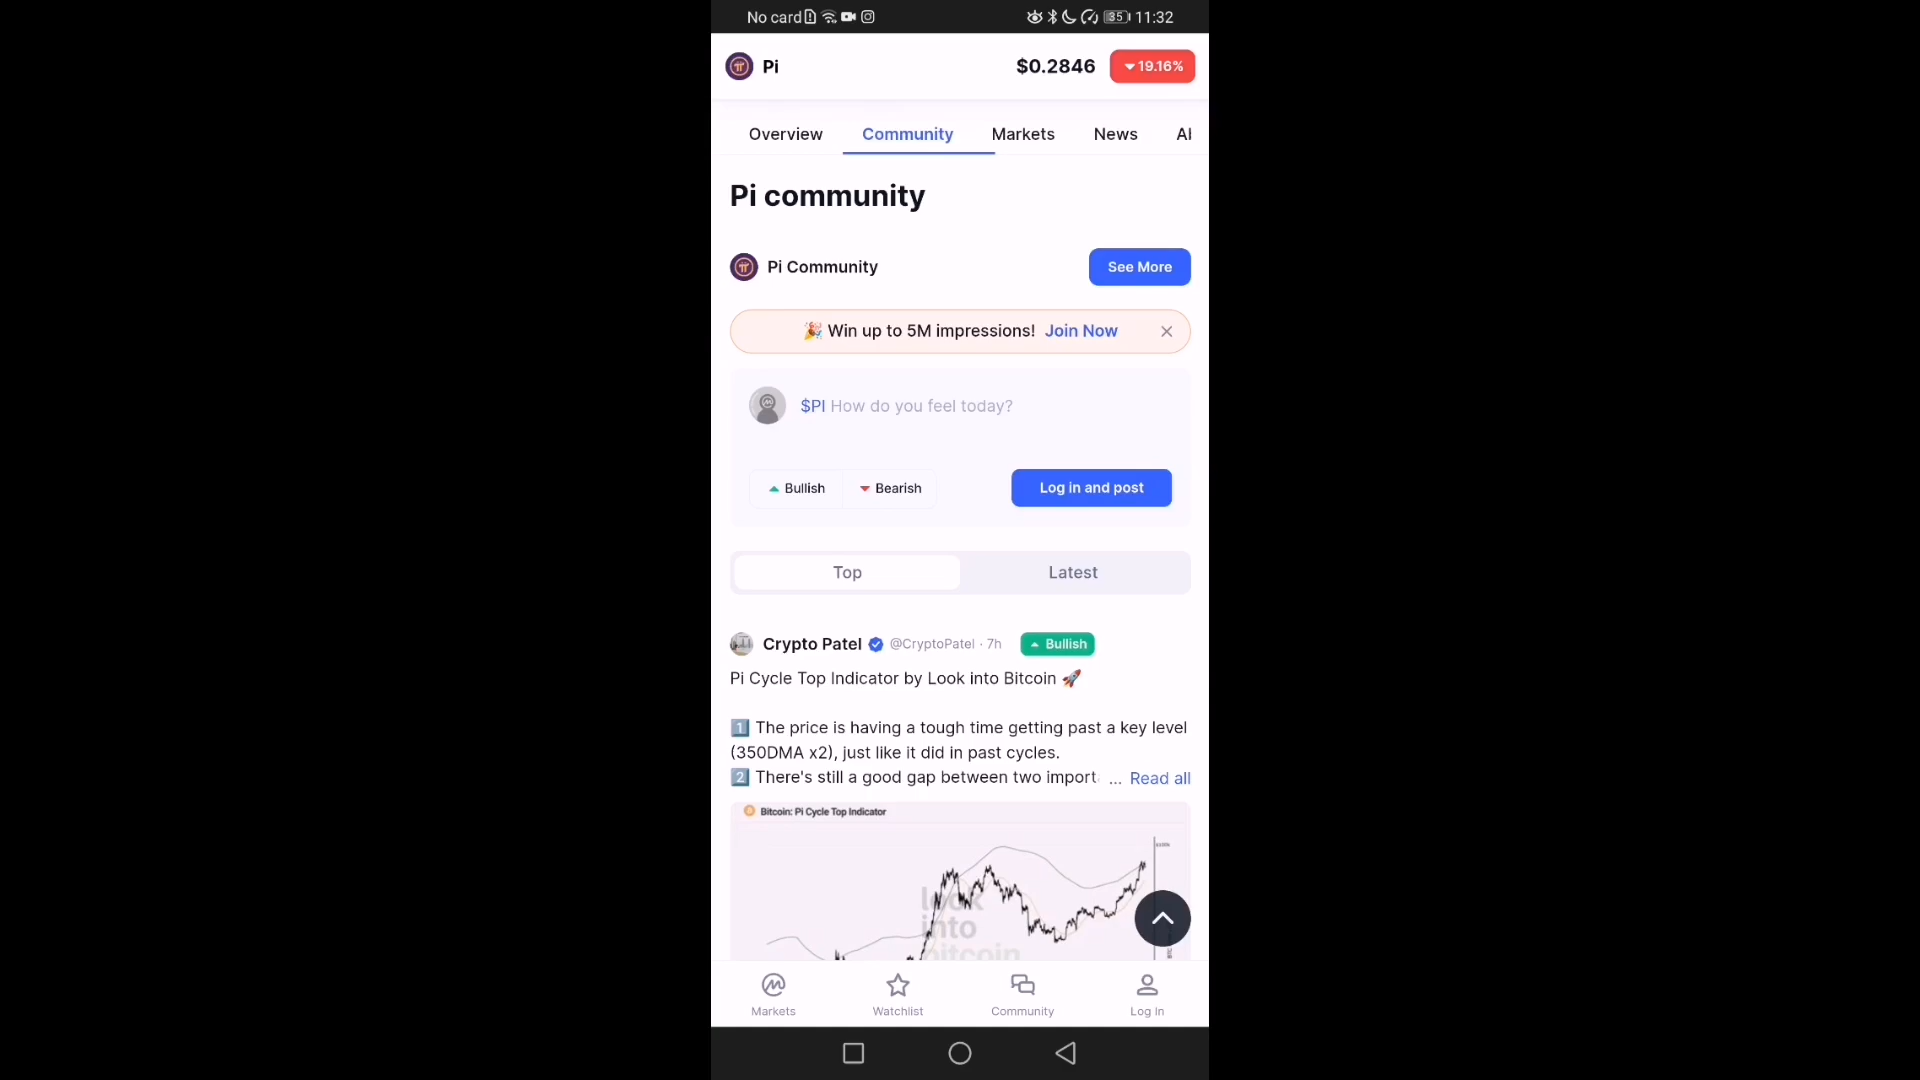 No card 35 11:32
Pi $0.2846 19.16%
Overview Community Markets News
Pi community
Pi Community See More
🎉 Win up to 5M impressions! Join Now
$PI How do you feel today?
Bullish Bearish Log in and post
Top Latest
Crypto Patel @CryptoPatel · 7h Bullish
Pi Cycle Top Indicator by Look into Bitcoin 🚀
1️⃣ The price is having a tough time getting past a key level
(350DMA x2), just like it did in past cycles.
2️⃣ There's still a good gap between two import ... Read all
Bitcoin: Pi Cycle Top Indicator
look
into
bitcoin
Markets Watchlist Community Log In